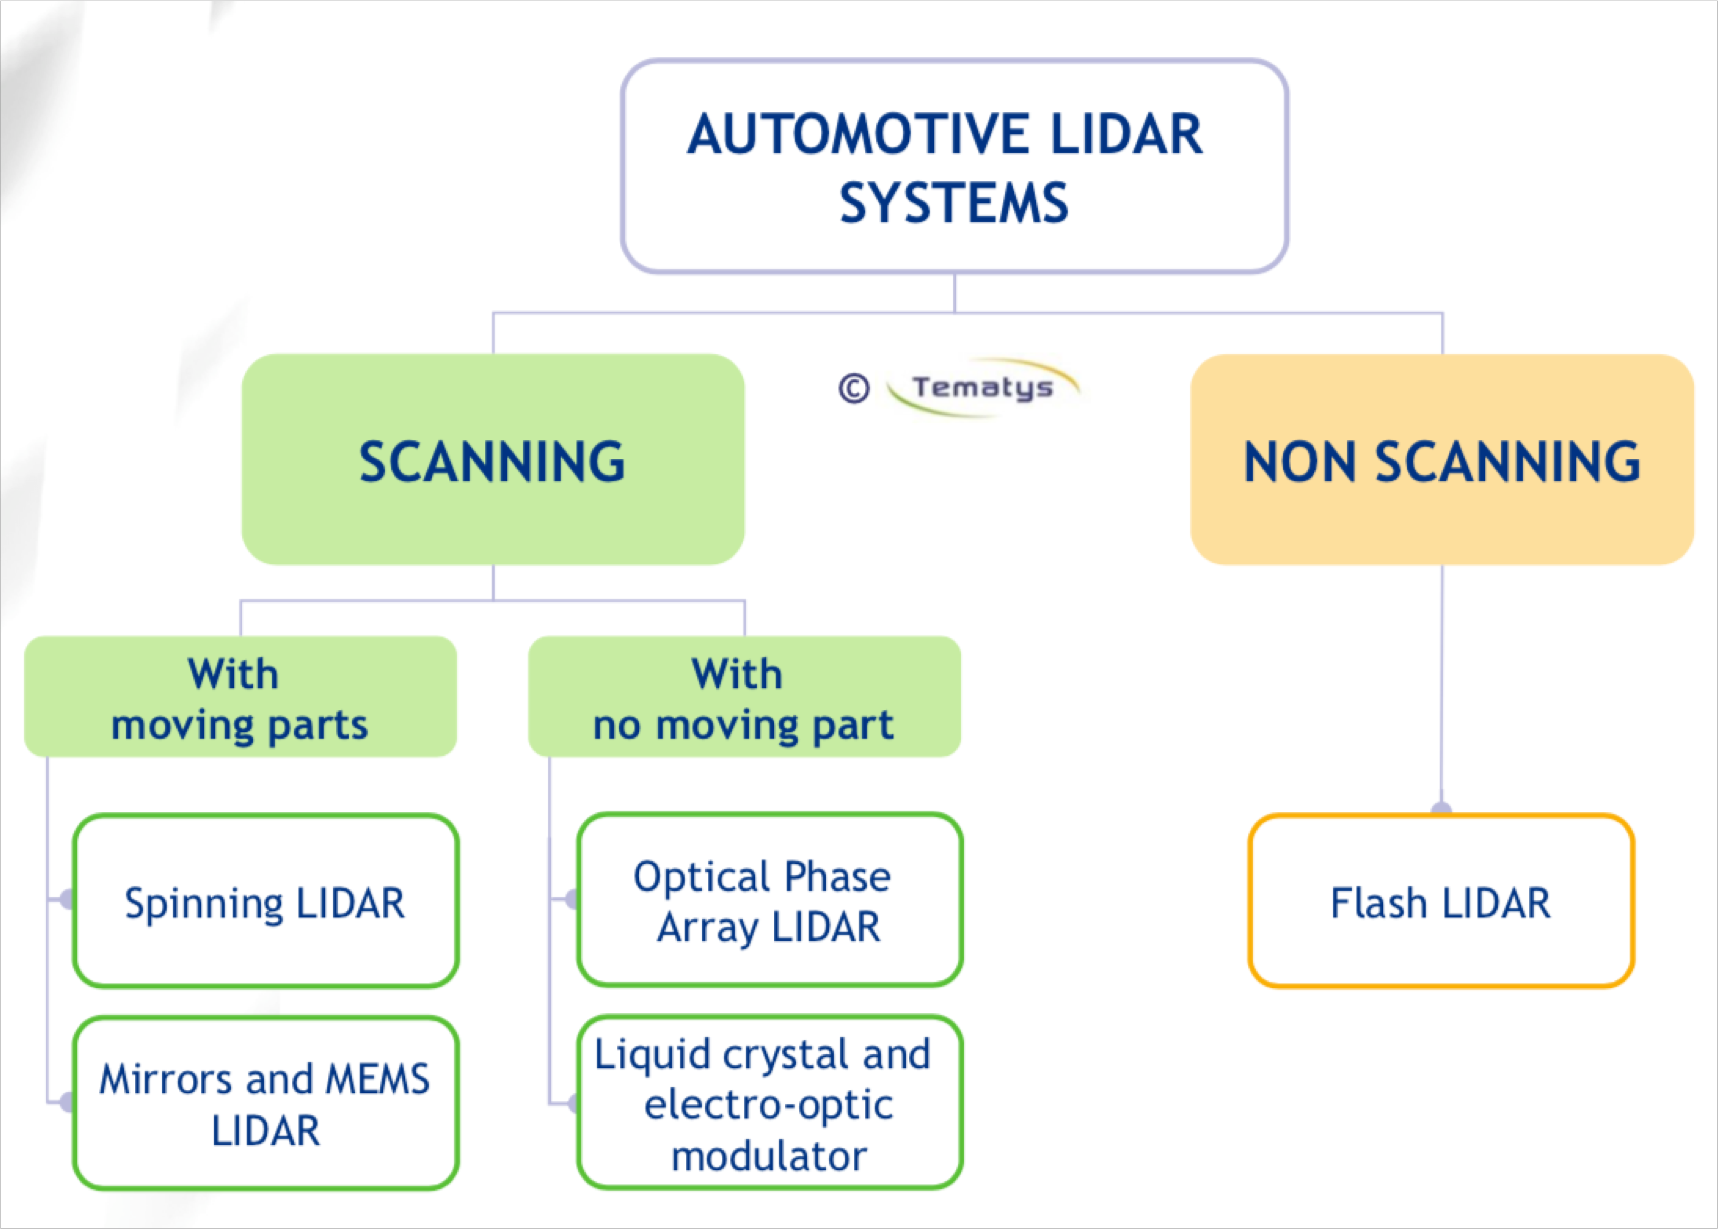 AUTOMOTIVE LIDAR
SYSTEMS
© Tematys
SCANNING
NON SCANNING
With
moving parts
With
no moving part
Spinning LIDAR
Optical Phase
Array LIDAR
Flash LIDAR
Mirrors and MEMS
LIDAR
Liquid crystal and
electro-optic
modulator